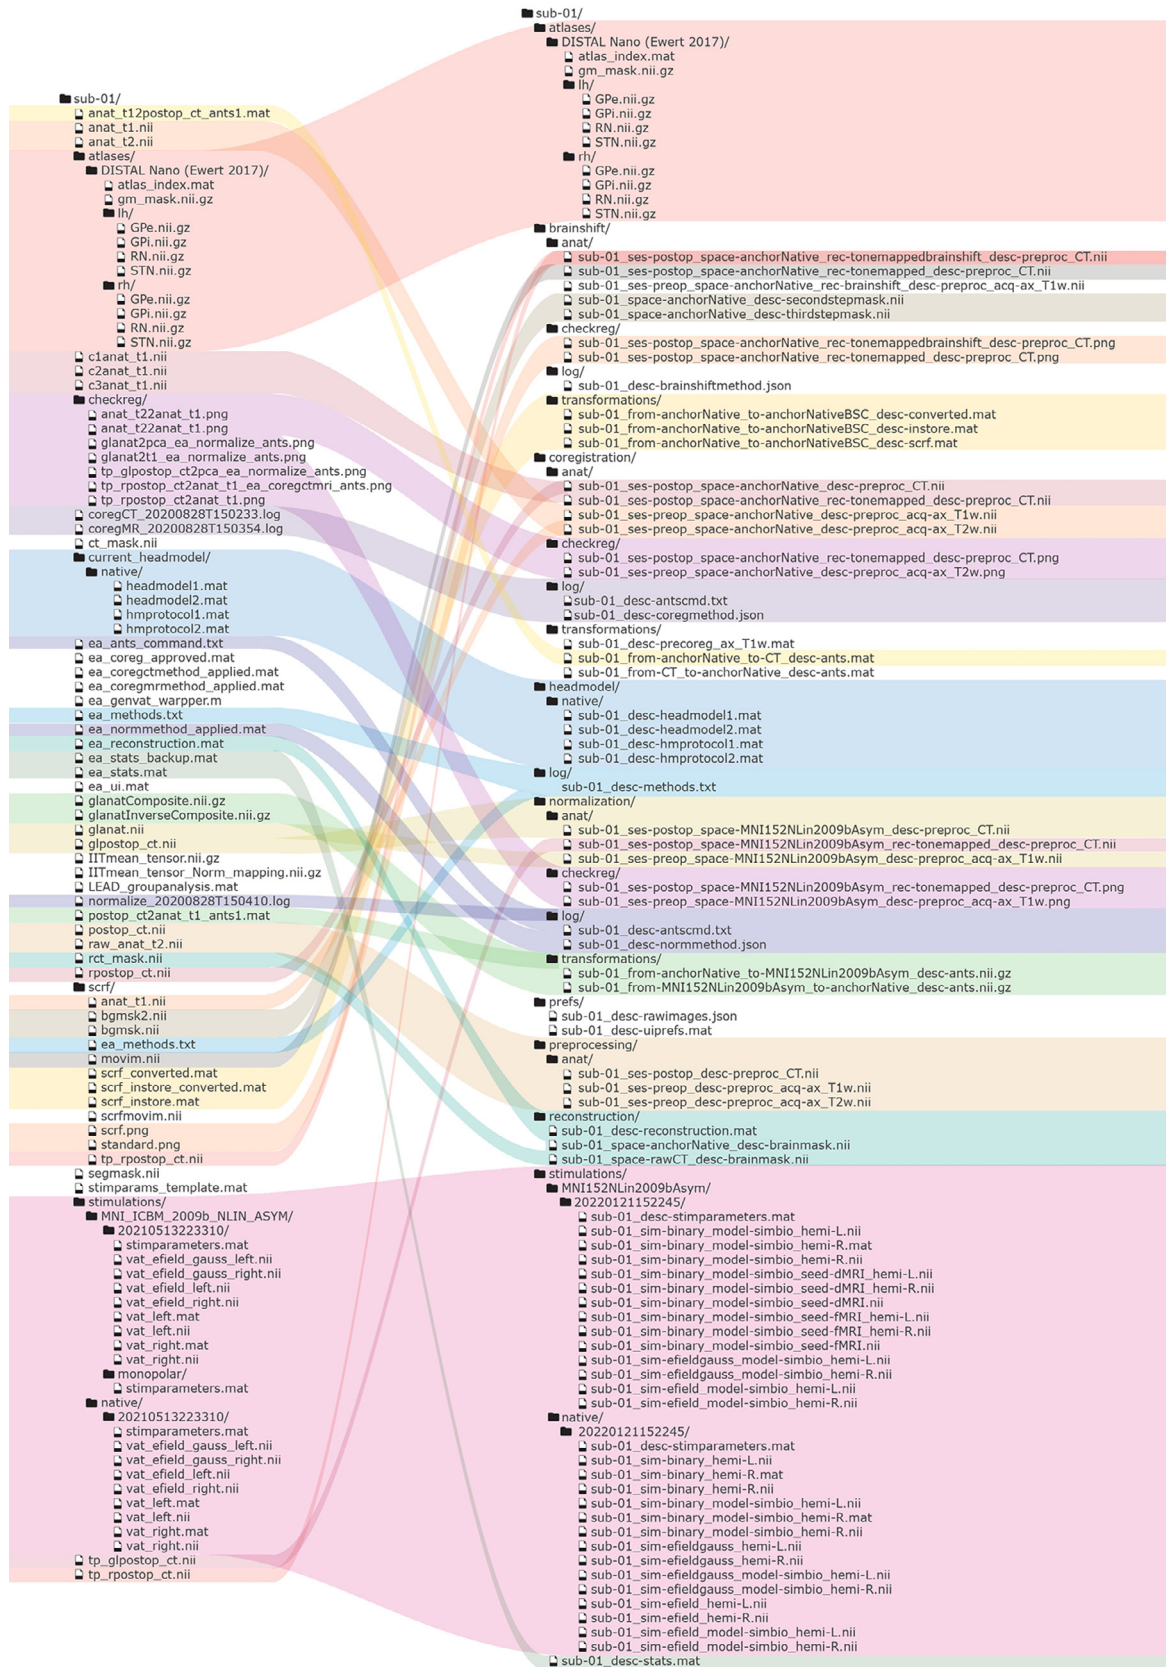 sub-01/
anat_t12postop_ct_ants1.mat
anat_t1.nii
anat_t2.nii
atlases/
DISTAL Nano (Ewert 2017)/
atlas_index.mat
gm_mask.nii.gz
lh/
GPe.nii.gz
GPi.nii.gz
RN.nii.gz
STN.nii.gz
rh/
GPe.nii.gz
GPi.nii.gz
RN.nii.gz
STN.nii.gz
c1anat_t1.nii
c2anat_t1.nii
c3anat_t1.nii
checkreg/
anat_t22anat_t1.png
anat_t22anat_t1.png
glanat2pca_ea_normalize_ants.png
glanat2t1_ea_normalize_ants.png
tp_glpostop_ct2pca_ea_normalize_ants.png
tp_rpostop_ct2anat_t1_ea_coregctmri_ants.png
tp_rpostop_ct2anat_t1.png
coregCT_20200828T150233.log
coregMR_20200828T150354.log
ct_mask.nii
current_headmodel/
native/
headmodel1.mat
headmodel2.mat
hmprotocol1.mat
hmprotocol2.mat
ea_ants_command.txt
ea_coreg_approved.mat
ea_coregctmethod_applied.mat
ea_coregmrmethod_applied.mat
ea_genvat_warpper.m
ea_methods.txt
ea_normmethod_applied.mat
ea_reconstruction.mat
ea_stats_backup.mat
ea_stats.mat
ea_ui.mat
glanatComposite.nii.gz
glanatInverseComposite.nii.gz
glanat.nii
glpostop_ct.nii
IITmean_tensor.nii.gz
IITmean_tensor_Norm_mapping.nii.gz
LEAD_groupanalysis.mat
normalize_20200828T150410.log
postop_ct2anat_t1_ants1.mat
postop_ct.nii
raw_anat_t2.nii
rct_mask.nii
rpostop_ct.nii
scrf/
anat_t1.nii
bgmsk2.nii
bgmsk.nii
ea_methods.txt
movim.nii
scrf_converted.mat
scrf_instore_converted.mat
scrf_instore.mat
scrfmovim.nii
scrf.png
standard.png
tp_rpostop_ct.nii
segmask.nii
stimparams_template.mat
stimulations/
MNI_ICBM_2009b_NLIN_ASYM/
20210513223310/
stimparameters.mat
vat_efield_gauss_left.nii
vat_efield_gauss_right.nii
vat_efield_left.nii
vat_efield_right.nii
vat_left.mat
vat_left.nii
vat_right.mat
vat_right.nii
monopolar/
stimparameters.mat
native/
20210513223310/
stimparameters.mat
vat_efield_gauss_left.nii
vat_efield_gauss_right.nii
vat_efield_left.nii
vat_efield_right.nii
vat_left.mat
vat_left.nii
vat_right.mat
vat_right.nii
tp_glpostop_ct.nii
tp_rpostop_ct.nii
sub-01/
atlases/
DISTAL Nano (Ewert 2017)/
atlas_index.mat
gm_mask.nii.gz
lh/
GPe.nii.gz
GPi.nii.gz
RN.nii.gz
STN.nii.gz
rh/
GPe.nii.gz
GPi.nii.gz
RN.nii.gz
STN.nii.gz
brainshift/
anat/
sub-01_ses-postop_space-anchorNative_rec-tonemappedbrainshift_desc-preproc_CT.nii
sub-01_ses-postop_space-anchorNative_rec-tonemapped_desc-preproc_CT.nii
sub-01_ses-preop_space-anchorNative_rec-brainshift_desc-preproc_acq-ax_T1w.nii
sub-01_space-anchorNative_desc-secondstepmask.nii
sub-01_space-anchorNative_desc-thirdstepmask.nii
checkreg/
sub-01_ses-postop_space-anchorNative_rec-tonemappedbrainshift_desc-preproc_CT.png
sub-01_ses-postop_space-anchorNative_rec-tonemapped_desc-preproc_CT.png
log/
sub-01_desc-brainshiftmethod.json
transformations/
sub-01_from-anchorNative_to-anchorNativeBSC_desc-converted.mat
sub-01_from-anchorNative_to-anchorNativeBSC_desc-instore.mat
sub-01_from-anchorNative_to-anchorNativeBSC_desc-scrf.mat
coregistration/
anat/
sub-01_ses-postop_space-anchorNative_desc-preproc_CT.nii
sub-01_ses-postop_space-anchorNative_rec-tonemapped_desc-preproc_CT.nii
sub-01_ses-preop_space-anchorNative_desc-preproc_acq-ax_T1w.nii
sub-01_ses-preop_space-anchorNative_desc-preproc_acq-ax_T2w.nii
checkreg/
sub-01_ses-postop_space-anchorNative_rec-tonemapped_desc-preproc_CT.png
sub-01_ses-preop_space-anchorNative_desc-preproc_acq-ax_T2w.png
log/
sub-01_desc-antscmd.txt
sub-01_desc-coregmethod.json
transformations/
sub-01_desc-precoreg_ax_T1w.mat
sub-01_from-anchorNative_to-CT_desc-ants.mat
sub-01_from-CT_to-anchorNative_desc-ants.mat
headmodel/
native/
sub-01_desc-headmodel1.mat
sub-01_desc-headmodel2.mat
sub-01_desc-hmprotocol1.mat
sub-01_desc-hmprotocol2.mat
log/
sub-01_desc-methods.txt
normalization/
anat/
sub-01_ses-postop_space-MNI152NLin2009bAsym_desc-preproc_CT.nii
sub-01_ses-postop_space-MNI152NLin2009bAsym_rec-tonemapped_desc-preproc_CT.nii
sub-01_ses-preop_space-MNI152NLin2009bAsym_desc-preproc_acq-ax_T1w.nii
checkreg/
sub-01_ses-postop_space-MNI152NLin2009bAsym_rec-tonemapped_desc-preproc_CT.png
sub-01_ses-preop_space-MNI152NLin2009bAsym_desc-preproc_acq-ax_T1w.png
log/
sub-01_desc-antscmd.txt
sub-01_desc-normmethod.json
transformations/
sub-01_from-anchorNative_to-MNI152NLin2009bAsym_desc-ants.nii.gz
sub-01_from-MNI152NLin2009bAsym_to-anchorNative_desc-ants.nii.gz
prefs/
sub-01_desc-rawimages.json
sub-01_desc-uiprefs.mat
preprocessing/
anat/
sub-01_ses-postop_desc-preproc_CT.nii
sub-01_ses-preop_desc-preproc_acq-ax_T1w.nii
sub-01_ses-preop_desc-preproc_acq-ax_T2w.nii
reconstruction/
sub-01_desc-reconstruction.mat
sub-01_space-anchorNative_desc-brainmask.nii
sub-01_space-rawCT_desc-brainmask.nii
stimulations/
MNI152NLin2009bAsym/
20220121152245/
sub-01_desc-stimparameters.mat
sub-01_sim-binary_model-simbio_hemi-L.nii
sub-01_sim-binary_model-simbio_hemi-R.mat
sub-01_sim-binary_model-simbio_hemi-R.nii
sub-01_sim-binary_model-simbio_seed-dMRI_hemi-L.nii
sub-01_sim-binary_model-simbio_seed-dMRI_hemi-R.nii
sub-01_sim-binary_model-simbio_seed-dMRI.nii
sub-01_sim-binary_model-simbio_seed-fMRI_hemi-L.nii
sub-01_sim-binary_model-simbio_seed-fMRI_hemi-R.nii
sub-01_sim-binary_model-simbio_seed-fMRI.nii
sub-01_sim-efieldgauss_model-simbio_hemi-L.nii
sub-01_sim-efieldgauss_model-simbio_hemi-R.nii
sub-01_sim-efield_model-simbio_hemi-L.nii
sub-01_sim-efield_model-simbio_hemi-R.nii
native/
20220121152245/
sub-01_desc-stimparameters.mat
sub-01_sim-binary_hemi-L.nii
sub-01_sim-binary_hemi-R.mat
sub-01_sim-binary_hemi-R.nii
sub-01_sim-binary_model-simbio_hemi-L.nii
sub-01_sim-binary_model-simbio_hemi-R.mat
sub-01_sim-binary_model-simbio_hemi-R.nii
sub-01_sim-efieldgauss_hemi-L.nii
sub-01_sim-efieldgauss_hemi-R.nii
sub-01_sim-efieldgauss_model-simbio_hemi-L.nii
sub-01_sim-efieldgauss_model-simbio_hemi-R.nii
sub-01_sim-efield_hemi-L.nii
sub-01_sim-efield_hemi-R.nii
sub-01_sim-efield_model-simbio_hemi-L.nii
sub-01_sim-efield_model-simbio_hemi-R.nii
sub-01_desc-stats.mat